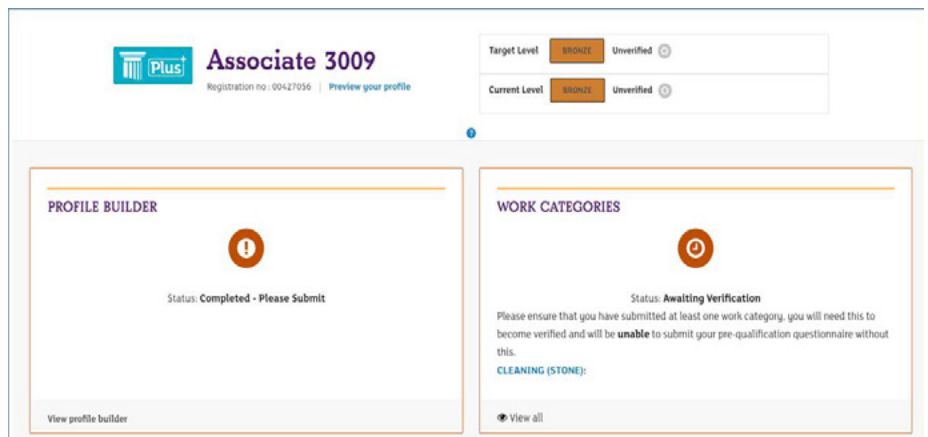 Plus+
Associate 3009
Registration no : 00427056 | Preview your profile
Target Level BRONZE Unverified
Current Level BRONZE Unverified
?
PROFILE BUILDER
!
Status: Completed - Please Submit
View profile builder
WORK CATEGORIES
Status: Awaiting Verification
Please ensure that you have submitted at least one work category, you will need this to
become verified and will be unable to submit your pre-qualification questionnaire without
this.
CLEANING (STONE):
View all